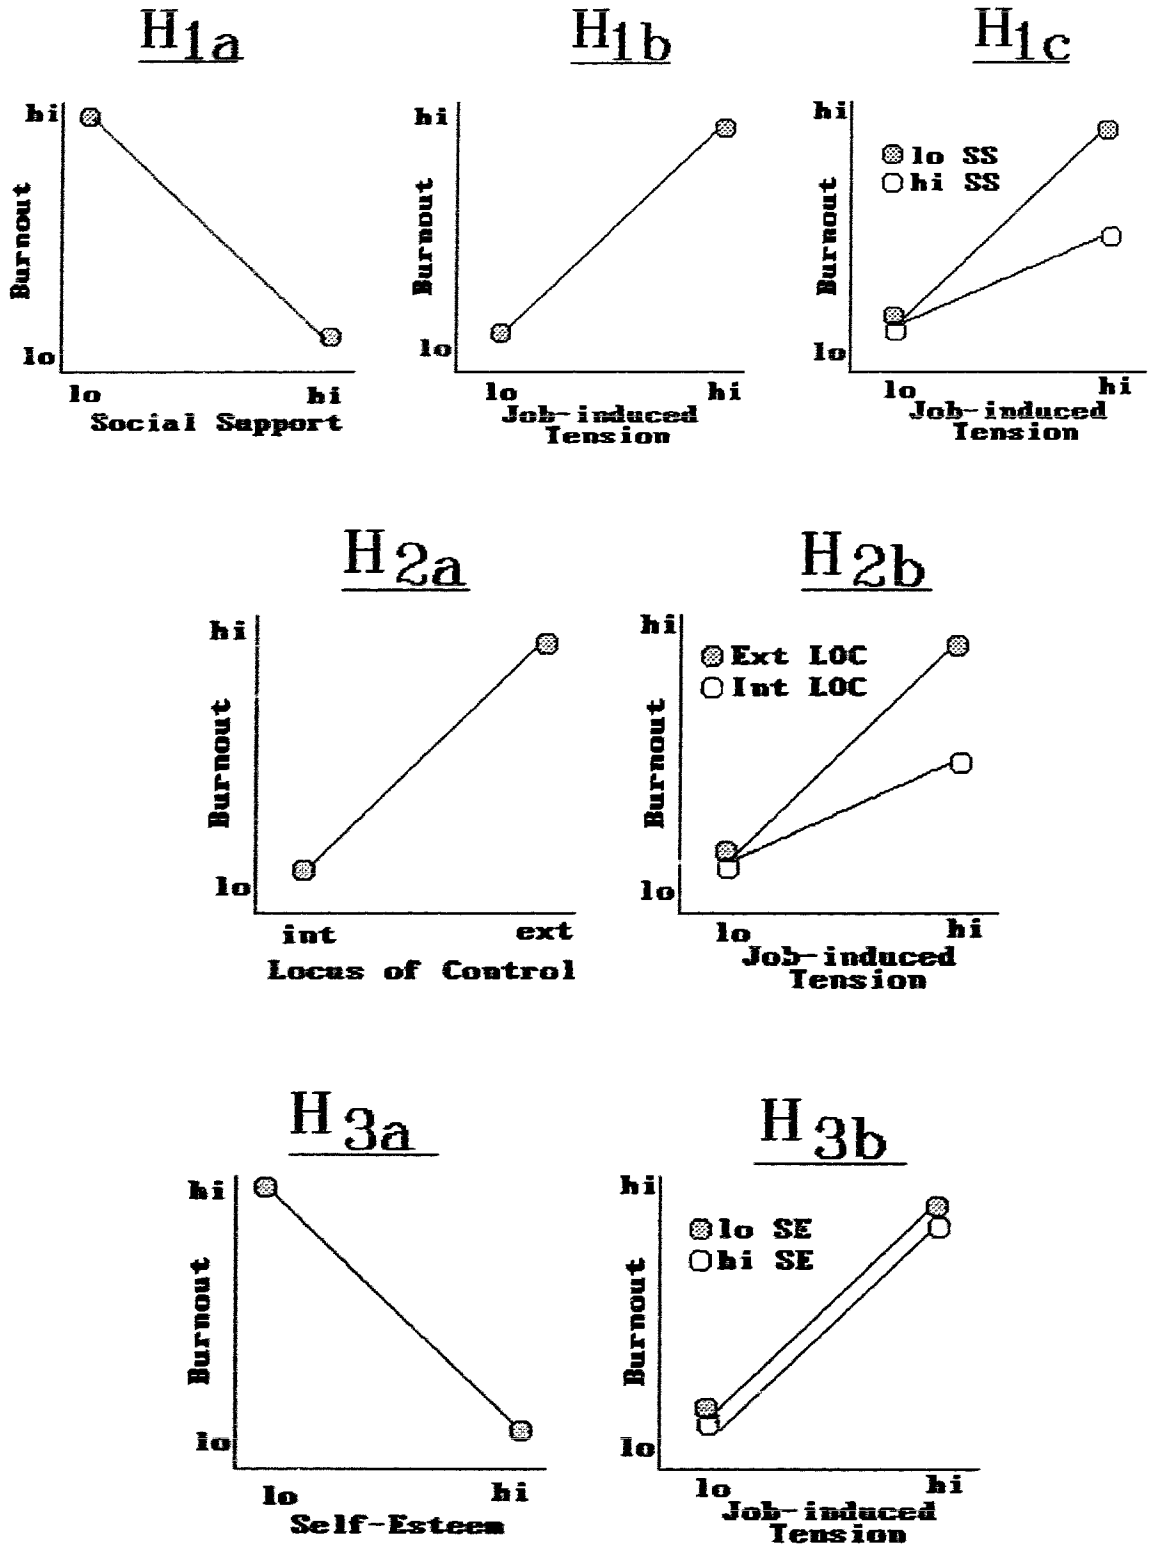 H1a
H1b
H1c
hi
Burnout
lo
lo
hi
Social Support
hi
Burnout
lo
lo
hi
Job-induced
Tension
hi
lo SS
hi SS
Burnout
lo
lo
hi
Job-induced
Tension
H2a
H2b
hi
Burnout
lo
int
ext
Locus of Control
hi
Ext LOC
Int LOC
Burnout
lo
lo
hi
Job-induced
Tension
H3a
H3b
hi
Burnout
lo
lo
hi
Self-Esteem
hi
lo SE
hi SE
Burnout
lo
lo
hi
Job-induced
Tension